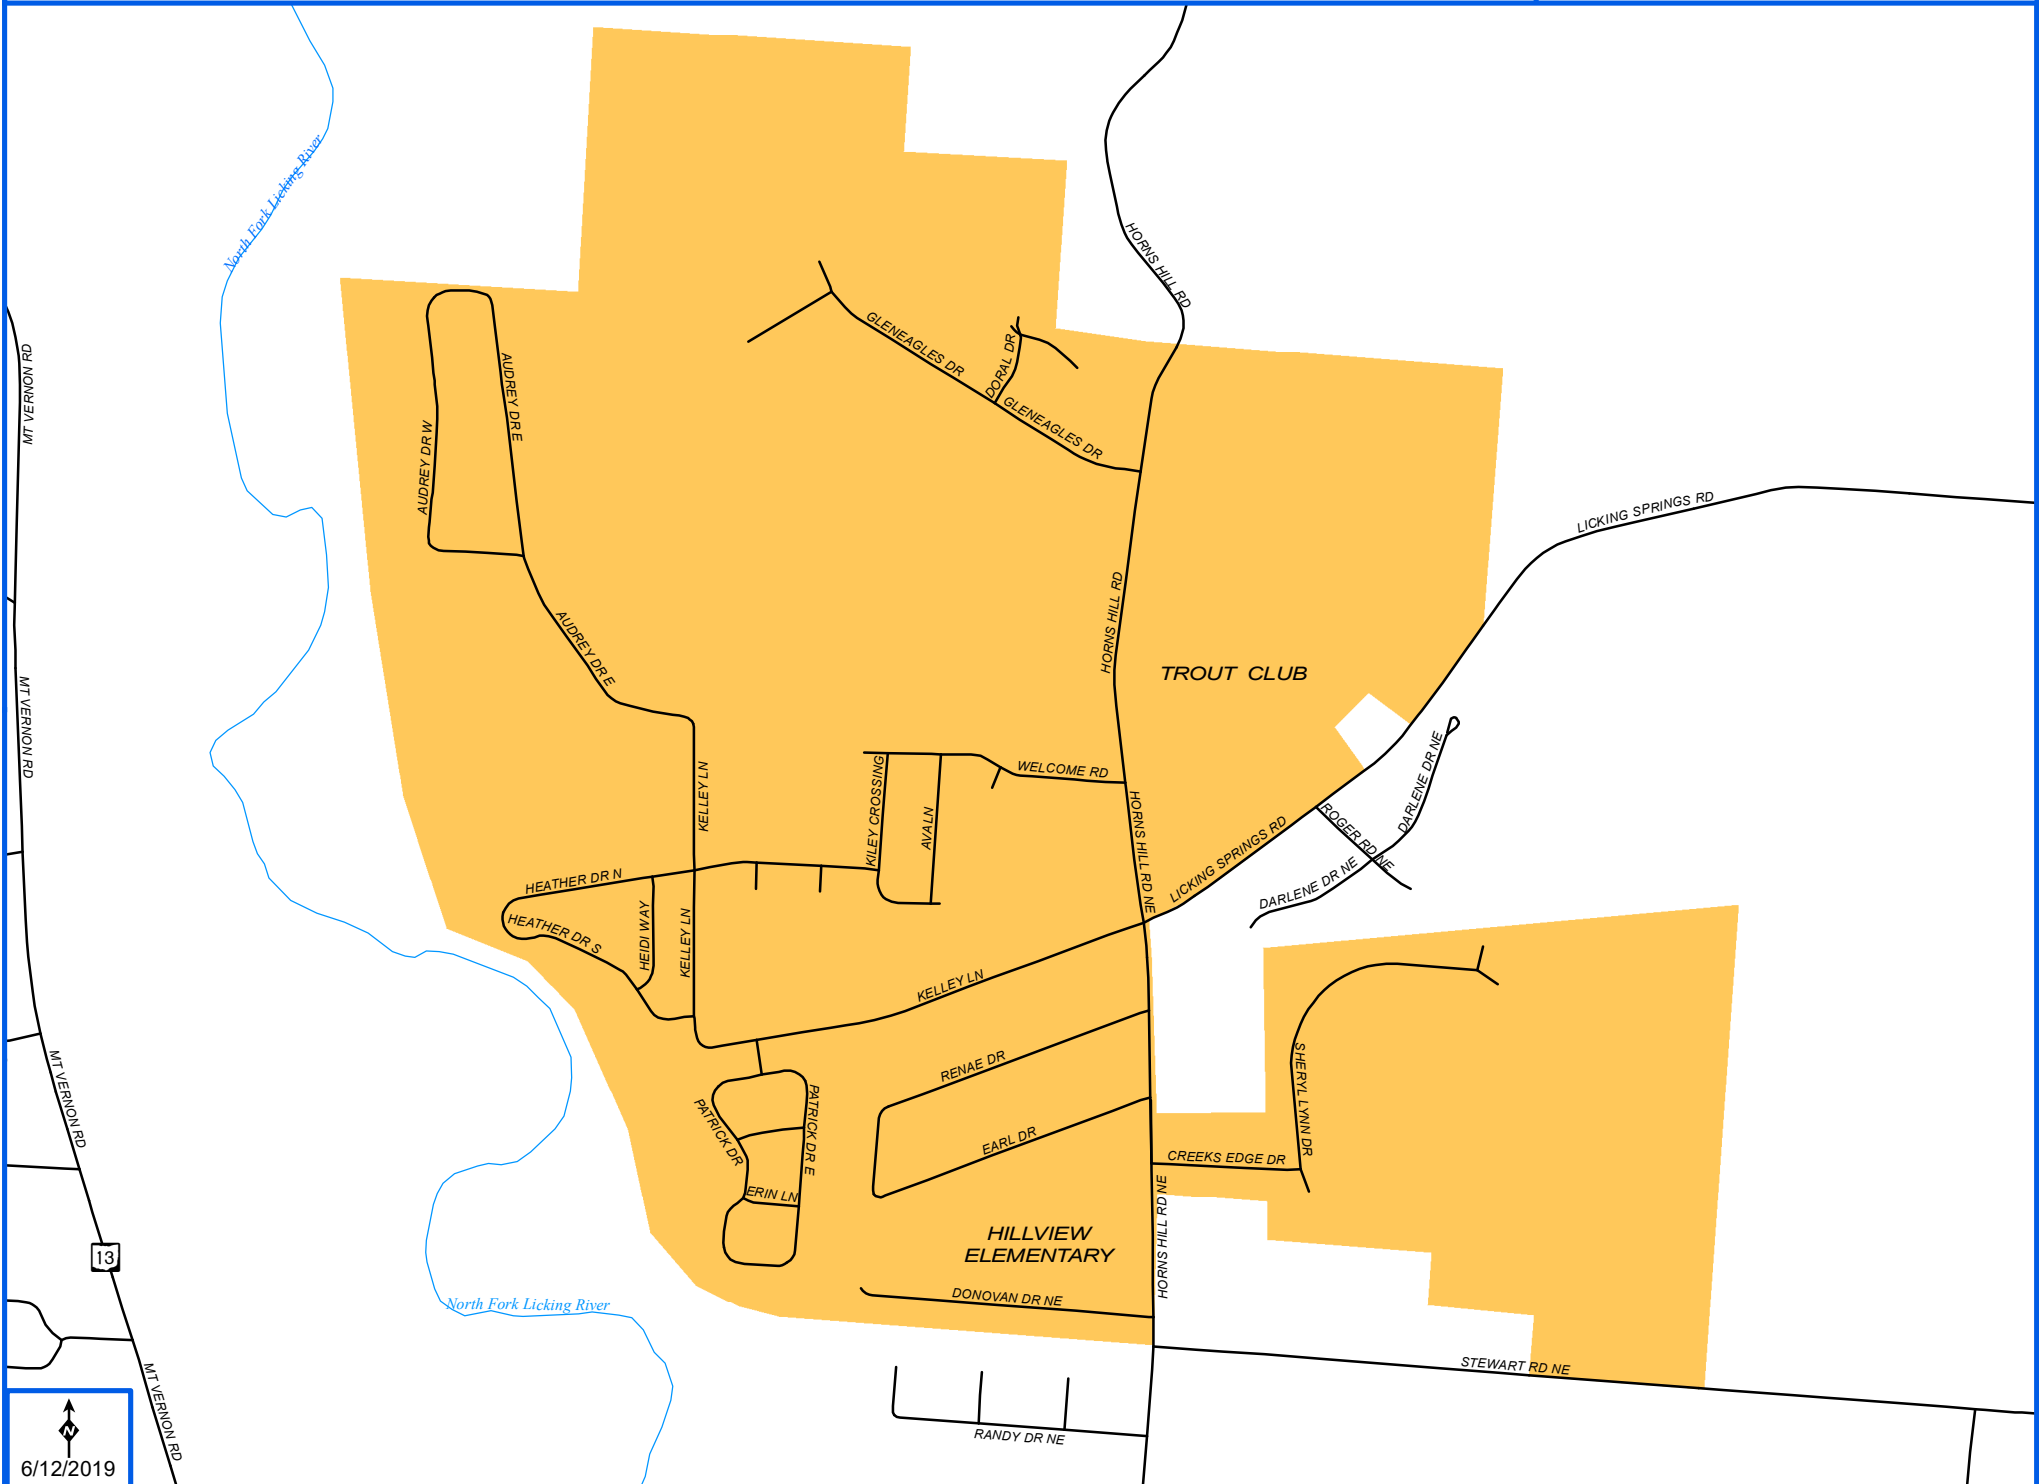 North Fork Licking River
HORNS HILL RD
MT VERNON RD
GLENEAGLES DR
DORAL DR
AUDREY DR E
GLENEAGLES DR
AUDREY DR W
LICKING SPRINGS RD
HORNS HILL RD
AUDREY DR E
TROUT CLUB
MT VERNON RD
KELLEY LN
KILEY CROSSING
WELCOME RD
AVA LN
HORNS HILL RD NE
LICKING SPRINGS RD
ROGER RD NE
DARLENE DR NE
DARLENE DR NE
HEATHER DR N
HEATHER DR S
HEIDI WAY
KELLEY LN
KELLEY LN
MT VERNON RD
RENAE DR
SHERYL LYNN DR
PATRICK DR
PATRICK DR E
EARL DR
CREEKS EDGE DR
ERIN LN
HORNS HILL RD NE
HILLVIEW
ELEMENTARY
13
North Fork Licking River
DONOVAN DR NE
STEWART RD NE
MT VERNON RD
RANDY DR NE
N
6/12/2019